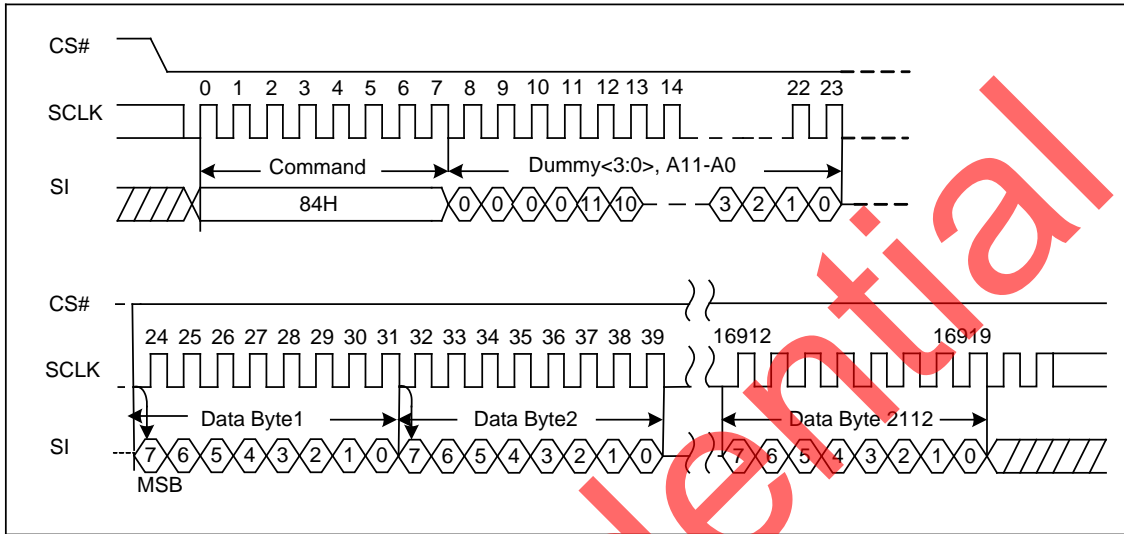 CS#
0 1 2 3 4 5 6 7 8 9 10 11 12 13 14 22 23
SCLK
Command Dummy<3:0>, A11-A0
SI
84H 0 0 0 0 11 10 3 2 1 0
CS#
24 25 26 27 28 29 30 31 32 33 34 35 36 37 38 39 16912 16919
SCLK
Data Byte1 Data Byte2 Data Byte 2112
SI
7 6 5 4 3 2 1 0 7 6 5 4 3 2 1 0 7 6 5 4 3 2 1 0
MSB
ential